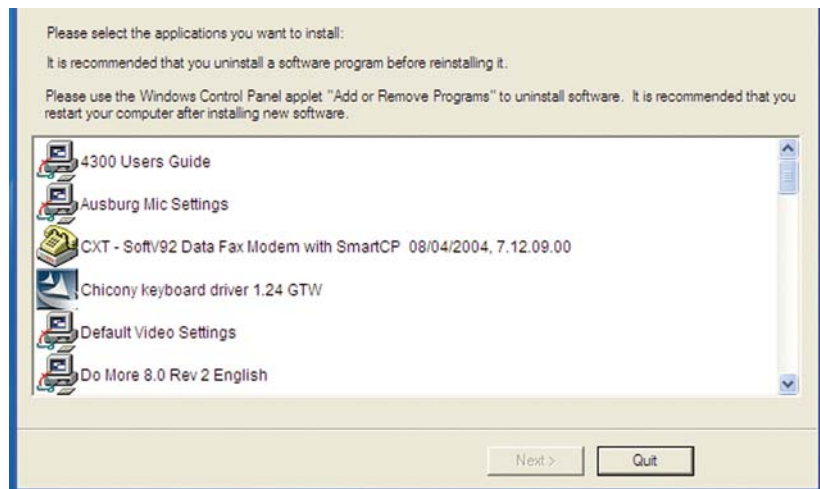 Please select the applications you want to install:
It is recommended that you uninstall a software program before reinstalling it.
Please use the Windows Control Panel applet "Add or Remove Programs" to uninstall software. It is recommended that you
restart your computer after installing new software.
4300 Users Guide
Ausburg Mic Settings
CXT - SoftV92 Data Fax Modem with SmartCP 08/04/2004, 7.12.09.00
Chicony keyboard driver 1.24 GTW
Default Video Settings
Do More 8.0 Rev 2 English
Next >
Quit